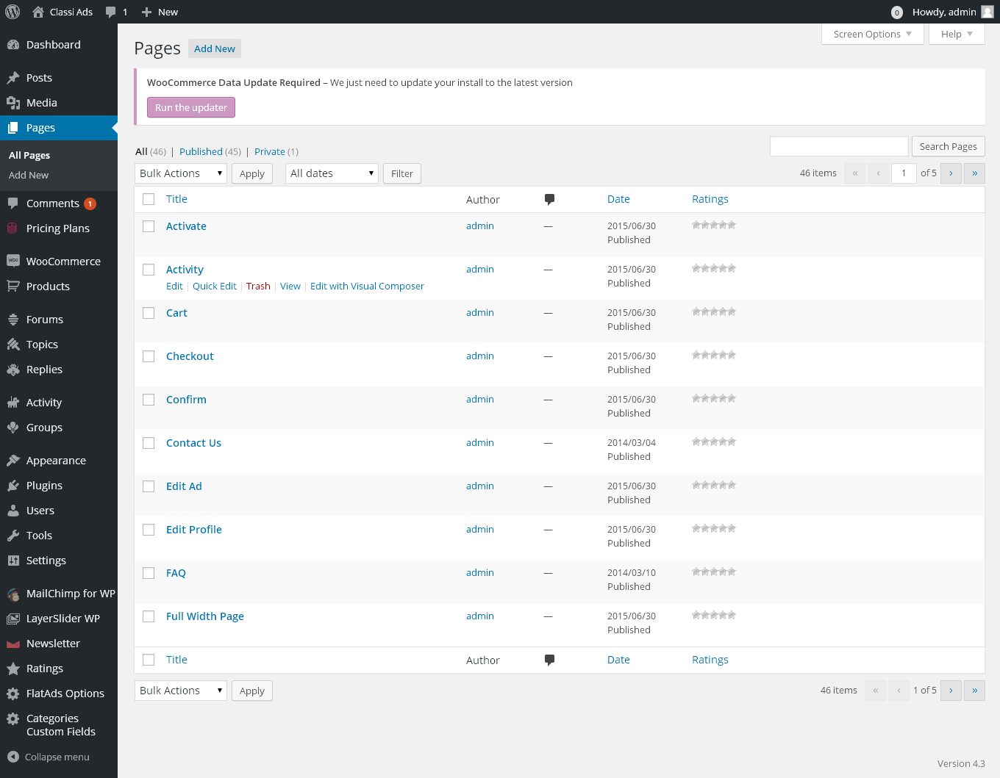 Classi Ads 1 New 0 Howdy, admin
Screen Options Help
Dashboard
Posts
Media
Pages
All Pages
Add New
Comments 1
Pricing Plans
WooCommerce
Products
Forums
Topics
Replies
Activity
Groups
Appearance
Plugins
Users
Tools
Settings
MailChimp for WP
LayerSlider WP
Newsletter
Ratings
FlatAds Options
Categories
Custom Fields
Collapse menu
Pages Add New
WooCommerce Data Update Required – We just need to update your install to the latest version
Run the updater
All (46) | Published (45) | Private (1)
Search Pages
Bulk Actions Apply All dates Filter 46 items « ‹ 1 of 5 › »
Title Author Date Ratings
Activate admin — 2015/06/30
Published
Activity admin — 2015/06/30
Published
Edit | Quick Edit | Trash | View | Edit with Visual Composer
Cart admin — 2015/06/30
Published
Checkout admin — 2015/06/30
Published
Confirm admin — 2015/06/30
Published
Contact Us admin — 2014/03/04
Published
Edit Ad admin — 2015/06/30
Published
Edit Profile admin — 2015/06/30
Published
FAQ admin — 2014/03/10
Published
Full Width Page admin — 2015/06/30
Published
Title Author Date Ratings
Bulk Actions Apply 46 items « ‹ 1 of 5 › »
Version 4.3